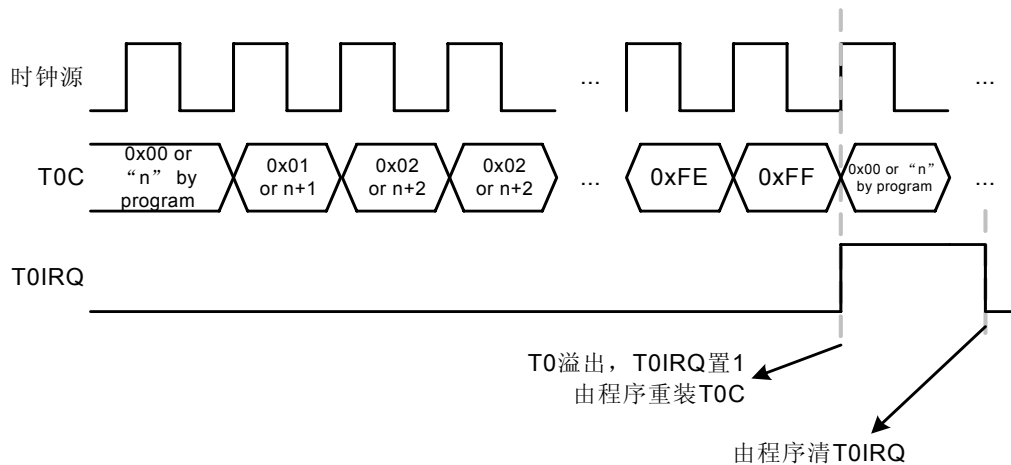 时钟源
...
...
T0C
0x00 or
“n” by
program
0x01
or n+1
0x02
or n+2
0x02
or n+2
...
0xFE
0xFF
0x00 or “n”
by program
...
T0IRQ
T0溢出，T0IRQ置1
由程序重装T0C
由程序清T0IRQ